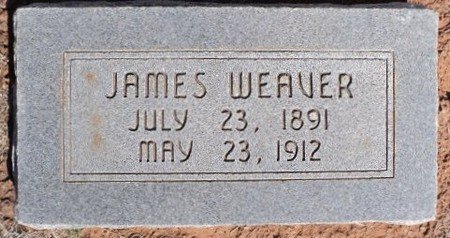 JAMES WEAVER
JULY 23, 1891
MAY 23, 1912